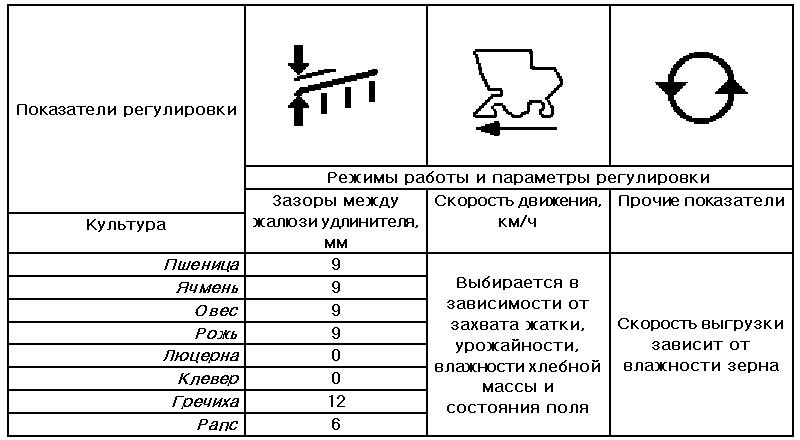 Показатели регулировки
Режимы работы и параметры регулировки
Культура
Зазоры между
жалюзи удлинителя,
мм
Скорость движения,
км/ч
Прочие показатели
Пшеница 9
Ячмень 9
Овес 9
Рожь 9
Люцерна 0
Клевер 0
Гречиха 12
Рапс 6
Выбирается в
зависимости от
захвата жатки,
урожайности,
влажности хлебной
массы и
состояния поля
Скорость выгрузки
зависит от
влажности зерна